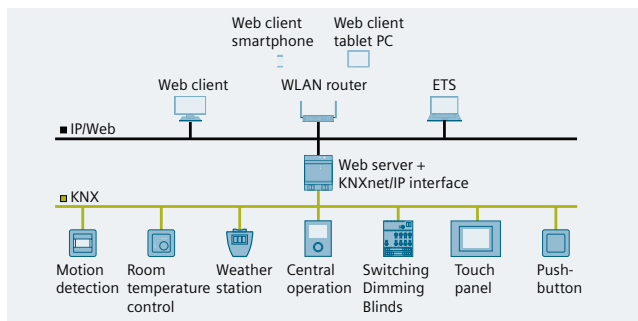 Web client
smartphone
Web client
tablet PC
Web client
WLAN router
ETS
IP/Web
Web server +
KNXnet/IP interface
KNX
Motion
detection
Room
temperature
control
Weather
station
Central
operation
Switching
Dimming
Blinds
Touch
panel
Push-
button